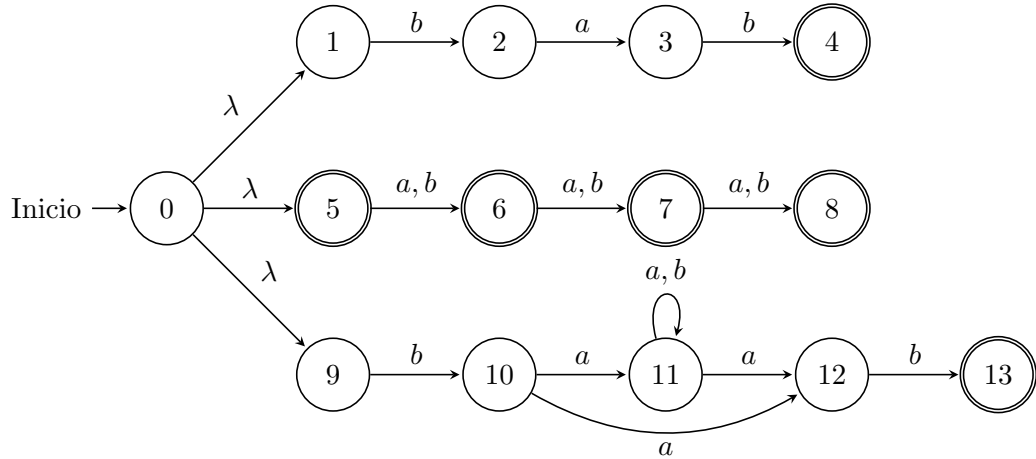 1 b 2 a 3 b 4
λ
Inicio 0 λ 5 a, b 6 a, b 7 a, b 8
λ a, b
9 b 10 a 11 a 12 b 13
a